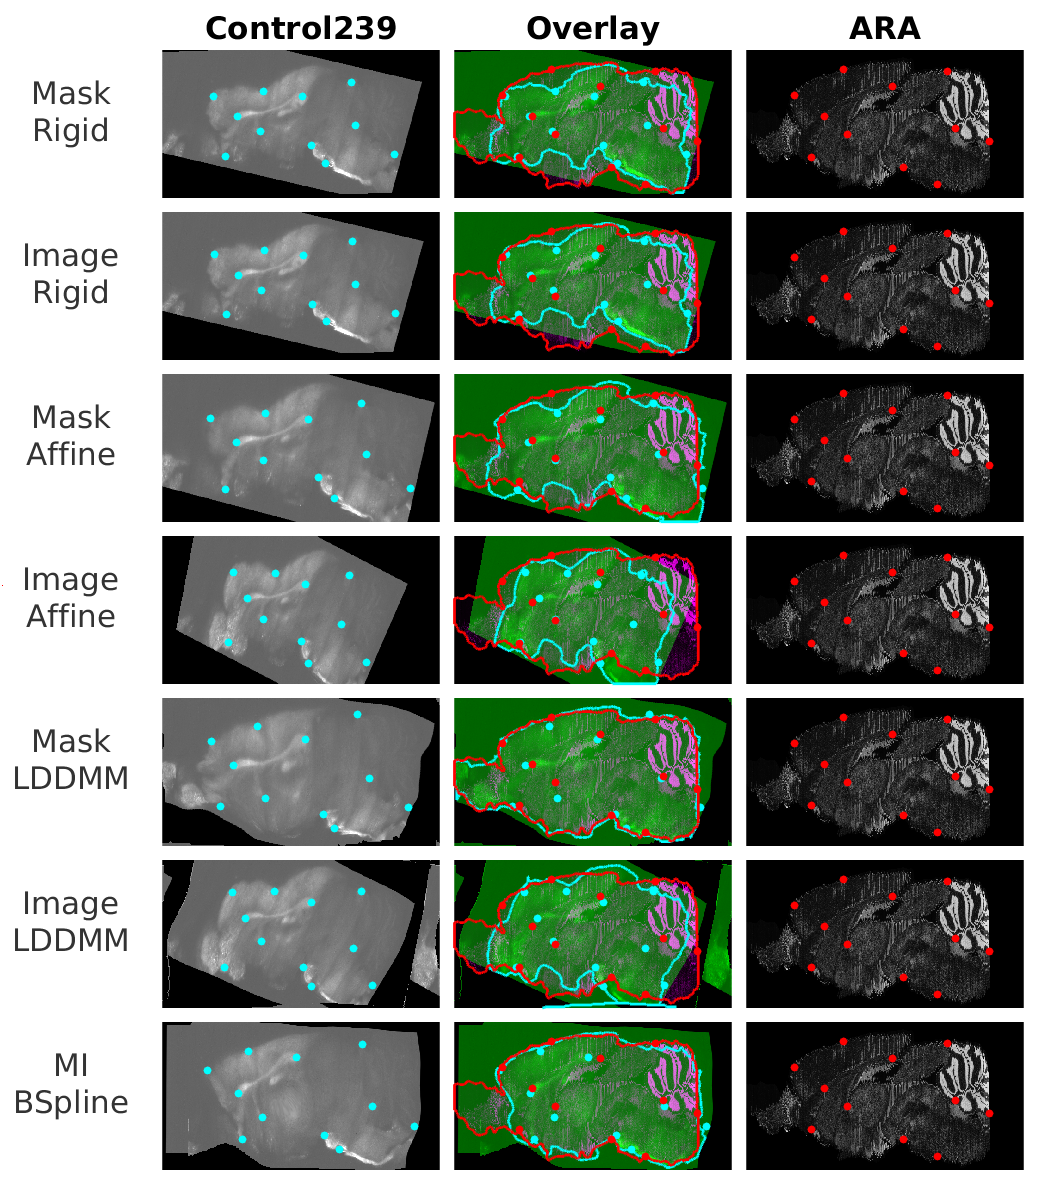 Control239 Overlay ARA
Mask
Rigid
Image
Rigid
Mask
Affine
Image
Affine
Mask
LDDMM
Image
LDDMM
MI
BSpline